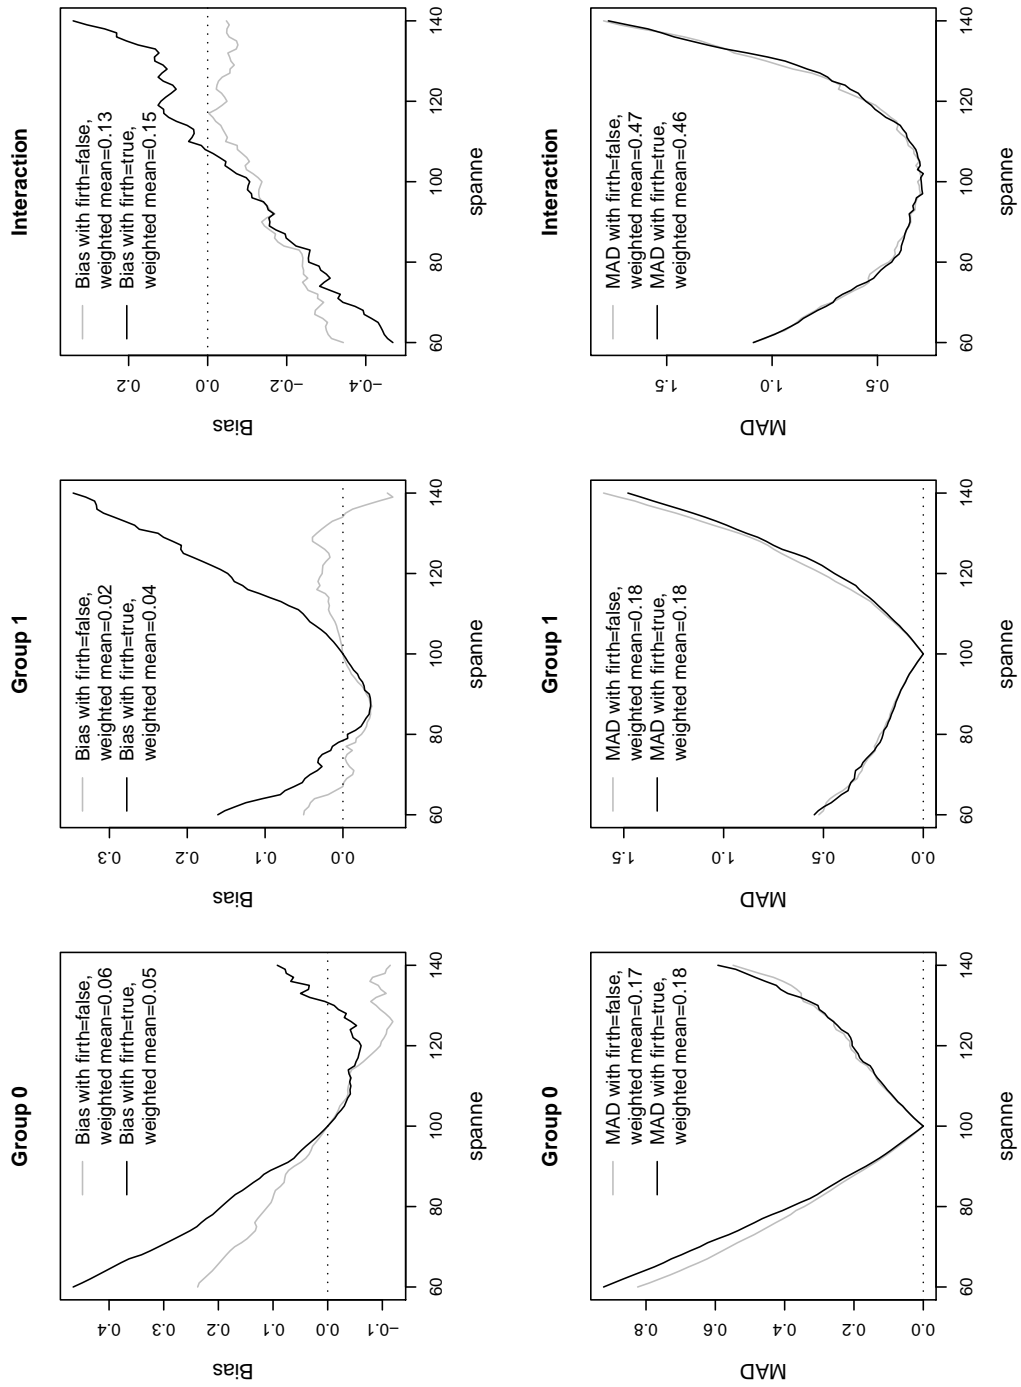 Group 0
Bias
0.4
0.3
0.2
0.1
0.0
−0.1
Bias with firth=false,
weighted mean=0.06
Bias with firth=true,
weighted mean=0.05
60 80 100 120 140
spanne
Group 1
Bias
0.3
0.2
0.1
0.0
Bias with firth=false,
weighted mean=0.02
Bias with firth=true,
weighted mean=0.04
60 80 100 120 140
spanne
Interaction
Bias
0.2
0.0
−0.2
−0.4
Bias with firth=false,
weighted mean=0.13
Bias with firth=true,
weighted mean=0.15
60 80 100 120 140
spanne
Group 0
MAD
0.8
0.6
0.4
0.2
0.0
MAD with firth=false,
weighted mean=0.17
MAD with firth=true,
weighted mean=0.18
60 80 100 120 140
spanne
Group 1
MAD
1.5
1.0
0.5
0.0
MAD with firth=false,
weighted mean=0.18
MAD with firth=true,
weighted mean=0.18
60 80 100 120 140
spanne
Interaction
MAD
1.5
1.0
0.5
MAD with firth=false,
weighted mean=0.47
MAD with firth=true,
weighted mean=0.46
60 80 100 120 140
spanne